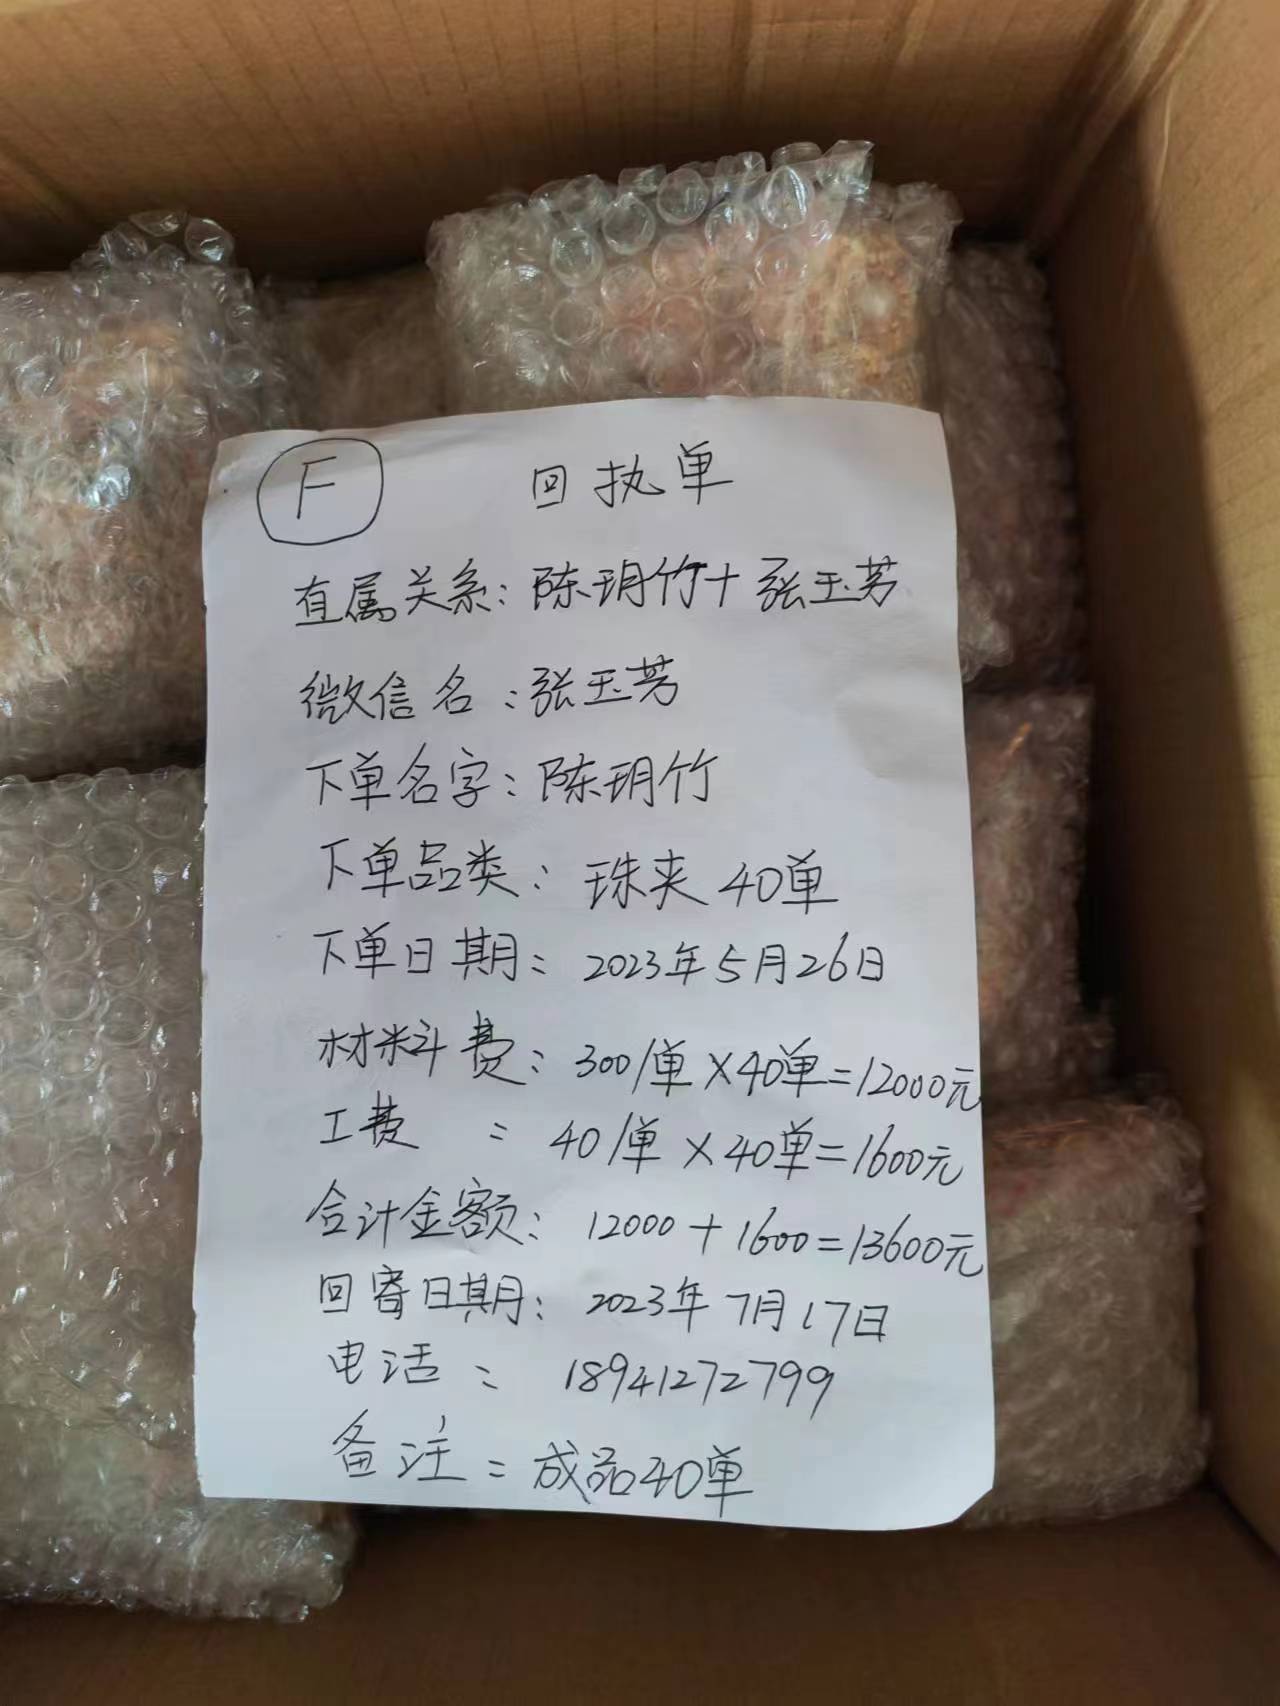 F 回执单
直属关系：陈玥竹+张玉芳
微信名：张玉芳
下单名字：陈玥竹
下单品类：珠夹 40单
下单日期：2023年5月26日
材料费：300/单×40单=12000元
工费：40/单×40单=1600元
合计金额：12000+1600=13600元
回寄日期：2023年7月17日
电话：18941272799
备注：成品40单